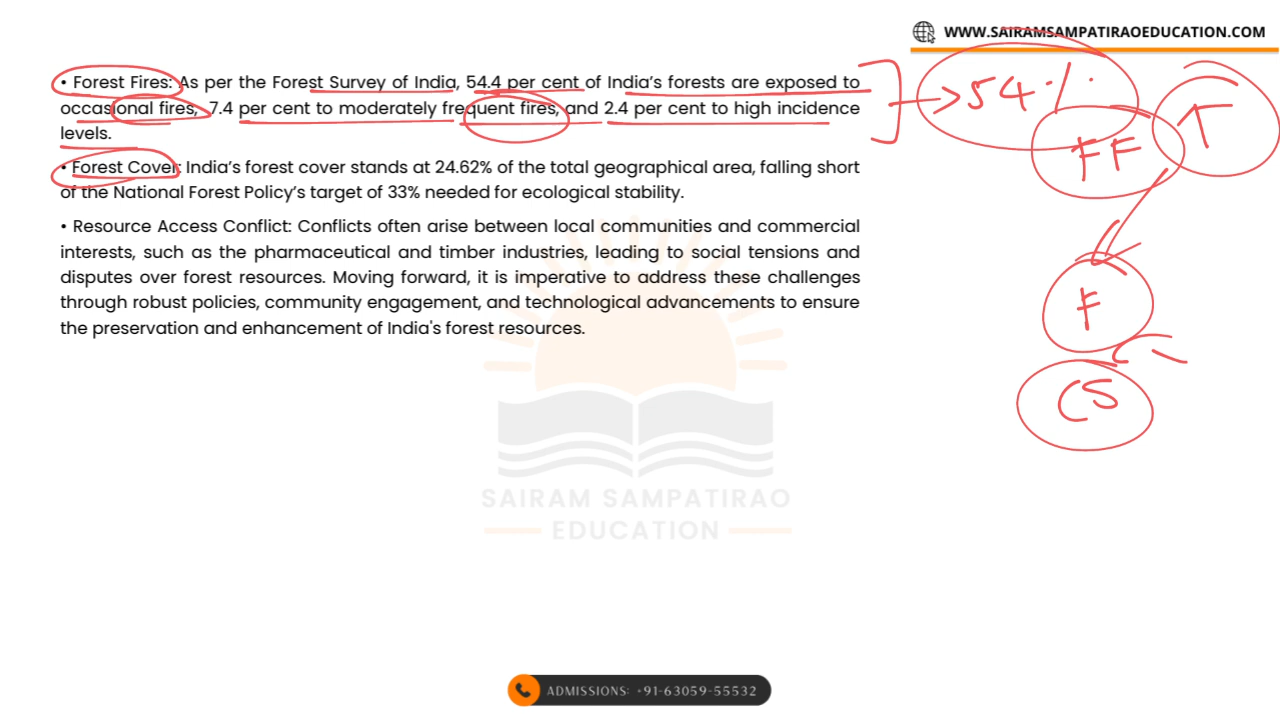 WWW.SAIRAMSAMPATIRAOEDUCATION.COM
• Forest Fires: As per the Forest Survey of India, 54.4 per cent of India’s forests are exposed to
occasional fires, 7.4 per cent to moderately frequent fires, and 2.4 per cent to high incidence
levels.
• Forest Cover: India’s forest cover stands at 24.62% of the total geographical area, falling short
of the National Forest Policy’s target of 33% needed for ecological stability.
• Resource Access Conflict: Conflicts often arise between local communities and commercial
interests, such as the pharmaceutical and timber industries, leading to social tensions and
disputes over forest resources. Moving forward, it is imperative to address these challenges
through robust policies, community engagement, and technological advancements to ensure
the preservation and enhancement of India's forest resources.
>54%
FF
F
CS
SAIRAM SAMPATIRAO
EDUCATION
ADMISSIONS: +91-63059-55532